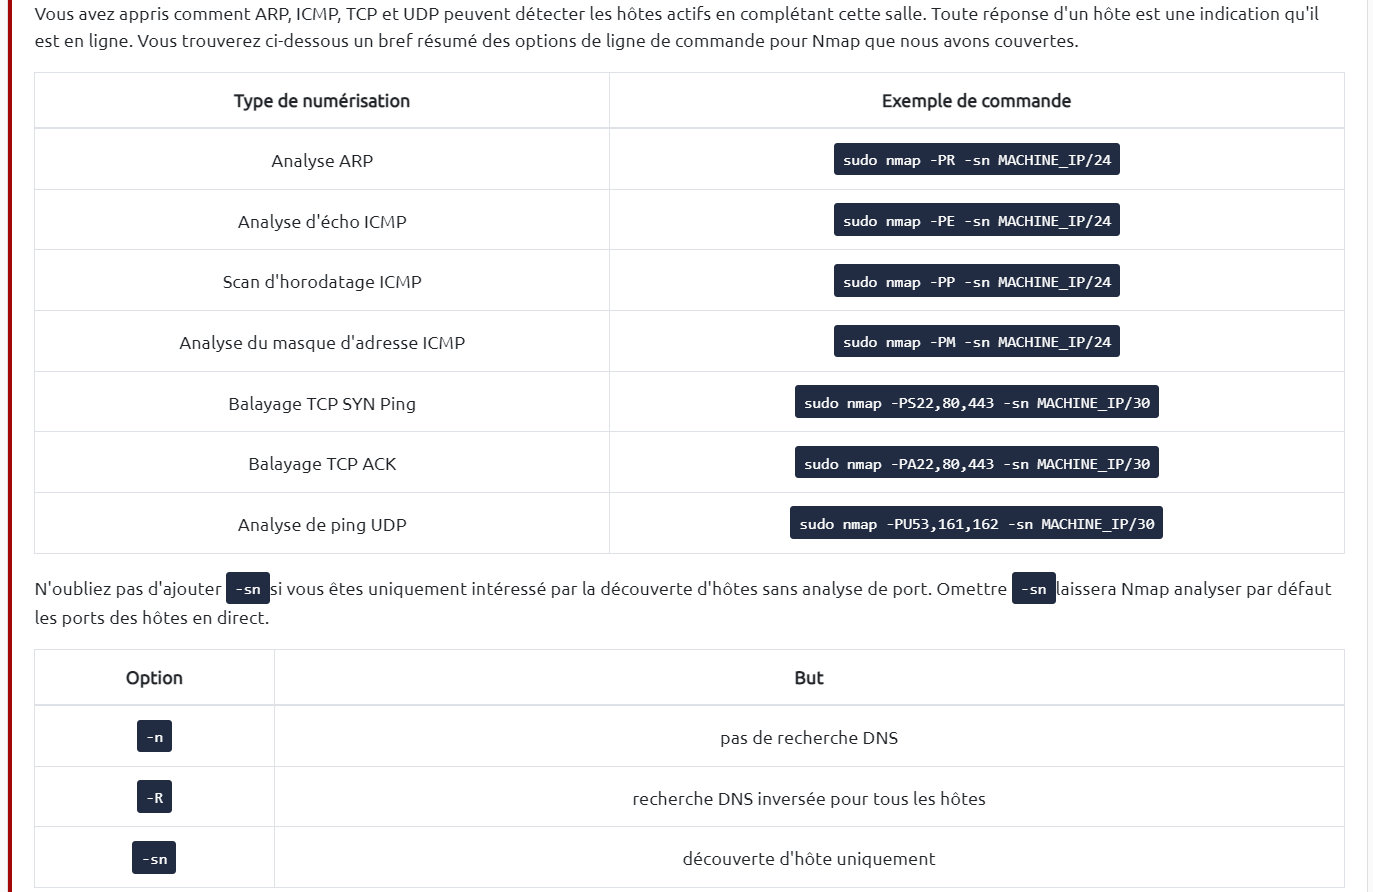 Vous avez appris comment ARP, ICMP, TCP et UDP peuvent détecter les hôtes actifs en complétant cette salle. Toute réponse d'un hôte est une indication qu'il
est en ligne. Vous trouverez ci-dessous un bref résumé des options de ligne de commande pour Nmap que nous avons couvertes.
Type de numérisation Exemple de commande
Analyse ARP sudo nmap -PR -sn MACHINE_IP/24
Analyse d'écho ICMP sudo nmap -PE -sn MACHINE_IP/24
Scan d'horodatage ICMP sudo nmap -PP -sn MACHINE_IP/24
Analyse du masque d'adresse ICMP sudo nmap -PM -sn MACHINE_IP/24
Balayage TCP SYN Ping sudo nmap -PS22,80,443 -sn MACHINE_IP/30
Balayage TCP ACK sudo nmap -PA22,80,443 -sn MACHINE_IP/30
Analyse de ping UDP sudo nmap -PU53,161,162 -sn MACHINE_IP/30
N'oubliez pas d'ajouter -sn si vous êtes uniquement intéressé par la découverte d'hôtes sans analyse de port. Omettre -sn laissera Nmap analyser par défaut
les ports des hôtes en direct.
Option But
-n pas de recherche DNS
-R recherche DNS inversée pour tous les hôtes
-sn découverte d'hôte uniquement